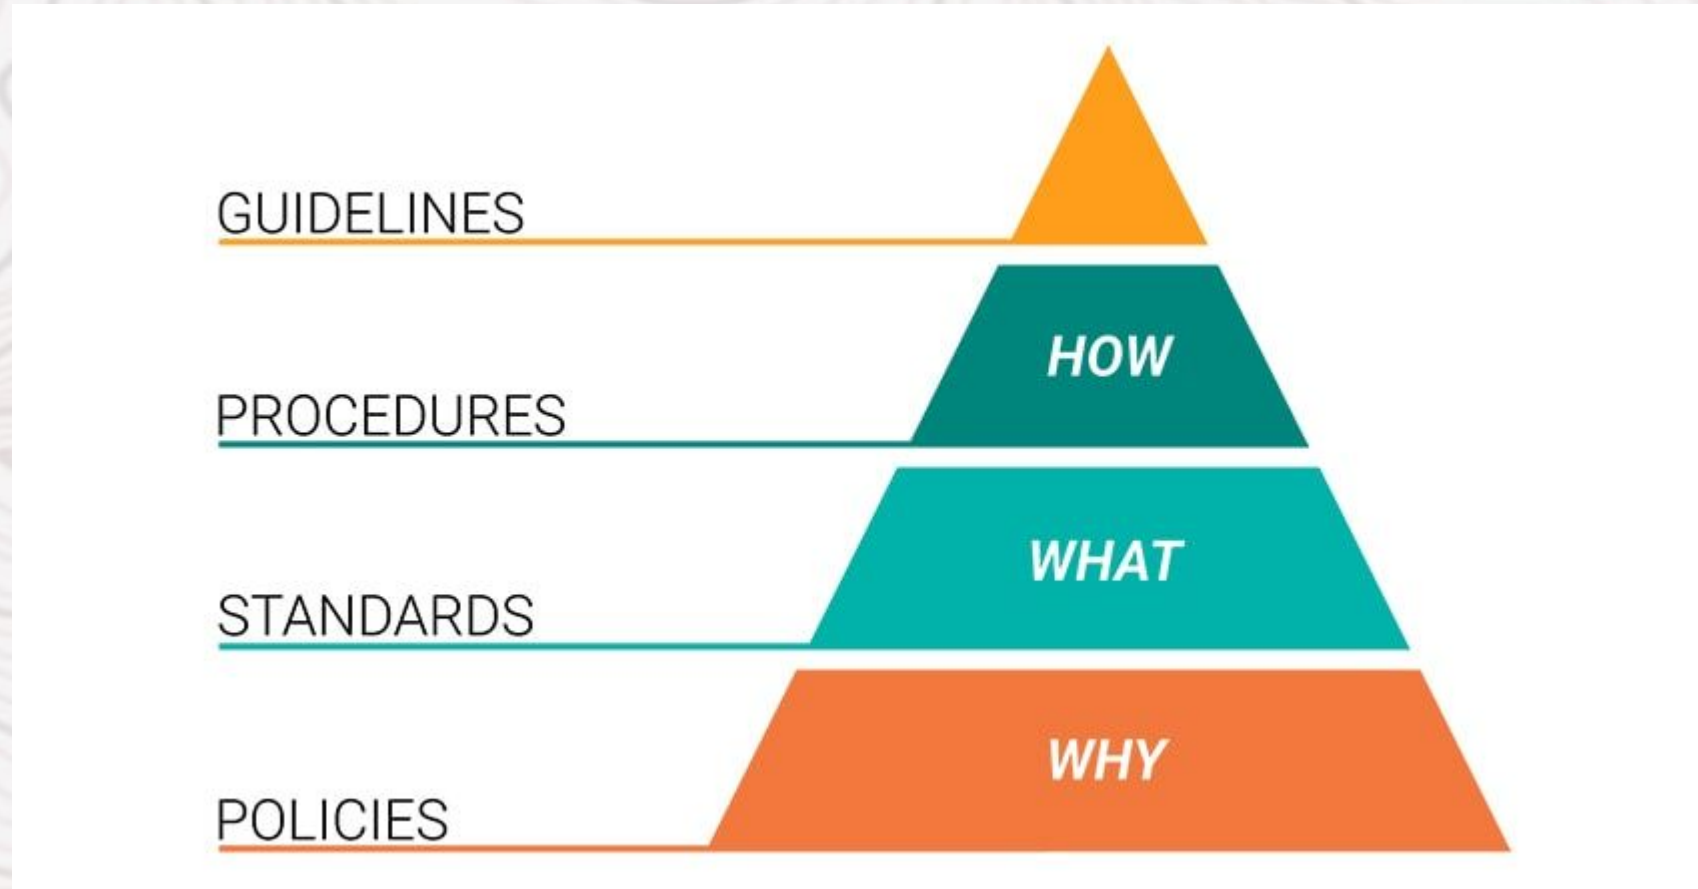 GUIDELINES
HOW
PROCEDURES
WHAT
STANDARDS
WHY
POLICIES